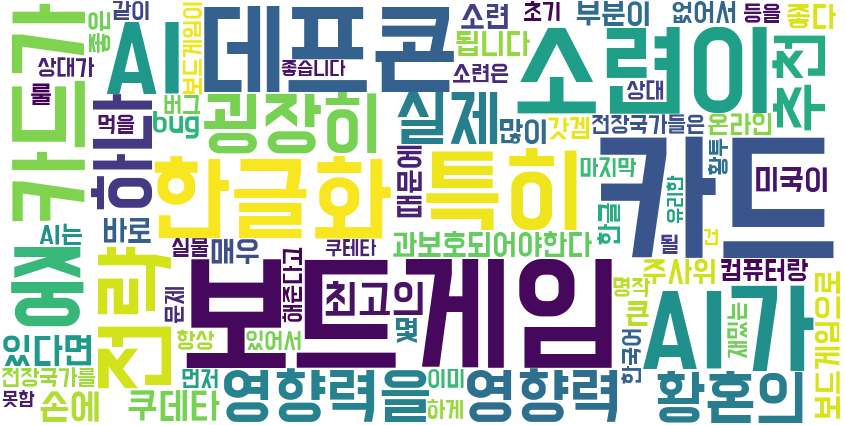 카드가
좋은
같이
상대가
룰
AI
보드게임이
데프콘
좋습니다
소련
됩니다
소련은
초기
부분이
없어서
등을
좋다
소련이
추천
상대
먹을
하나
버그
bug
굉장히
실제
많이
갓겜
전장국가들은
온라인
황투
마지막
카드
미국이
한글화
때문에
특히
한글
유리한
될
건
운
AI는
바로
전략
실물
매우
문제
해준다고
쿠테타
과보호되어야한다
주사위
컴퓨터랑
보드게임
최고의
몇
명작
큰
AI가
재밌는
보드게임으로
있다면
항상
있어서
전장국가를
먼저
못함
손에
쿠데타
영향력을
이미
하게
영향력
한국어
황혼의